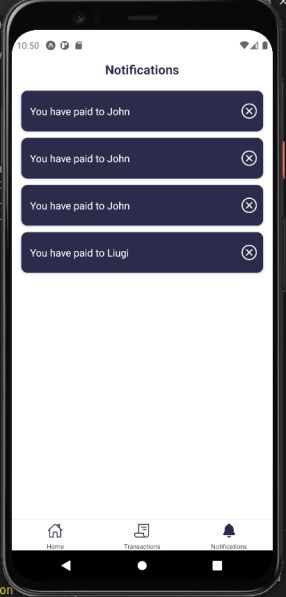 10:50
Notifications
You have paid to John
You have paid to John
You have paid to John
You have paid to Liugi
Home
Transactions
Notifications
on